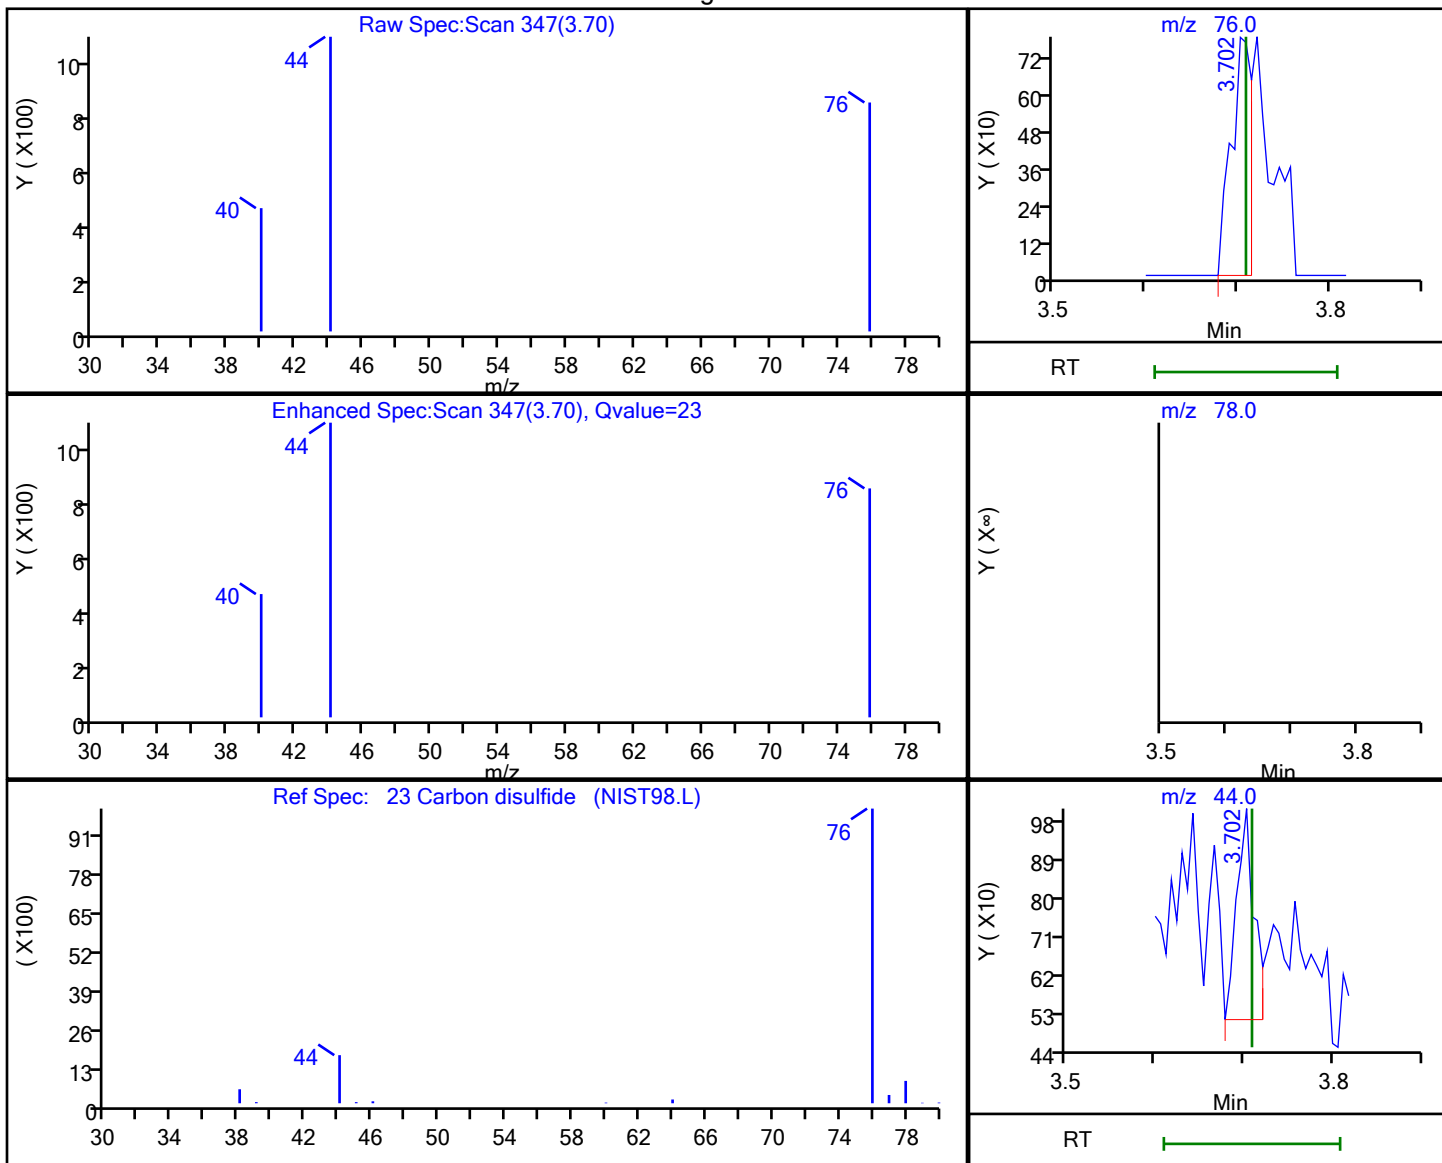 Raw Spec:Scan 347(3.70)
Y ( X100)
10
8
6
4
2
0
44
40
76
30 34 38 42 46 50 54 58 62 66 70 74 78
m/z
m/z 76.0
Y ( X10)
72
60
48
36
24
12
0
3.702
3.5 3.8
Min
RT
Enhanced Spec:Scan 347(3.70), Qvalue=23
Y ( X100)
10
8
6
4
2
0
44
40
76
30 34 38 42 46 50 54 58 62 66 70 74 78
m/z
m/z 78.0
Y ( X∞)
3.5 3.8
Min
Ref Spec: 23 Carbon disulfide (NIST98.L)
( X100)
91
78
65
52
39
26
13
0
76
44
30 34 38 42 46 50 54 58 62 66 70 74 78
m/z 44.0
Y ( X10)
98
89
80
71
62
53
44
3.702
3.5 3.8
Min
RT